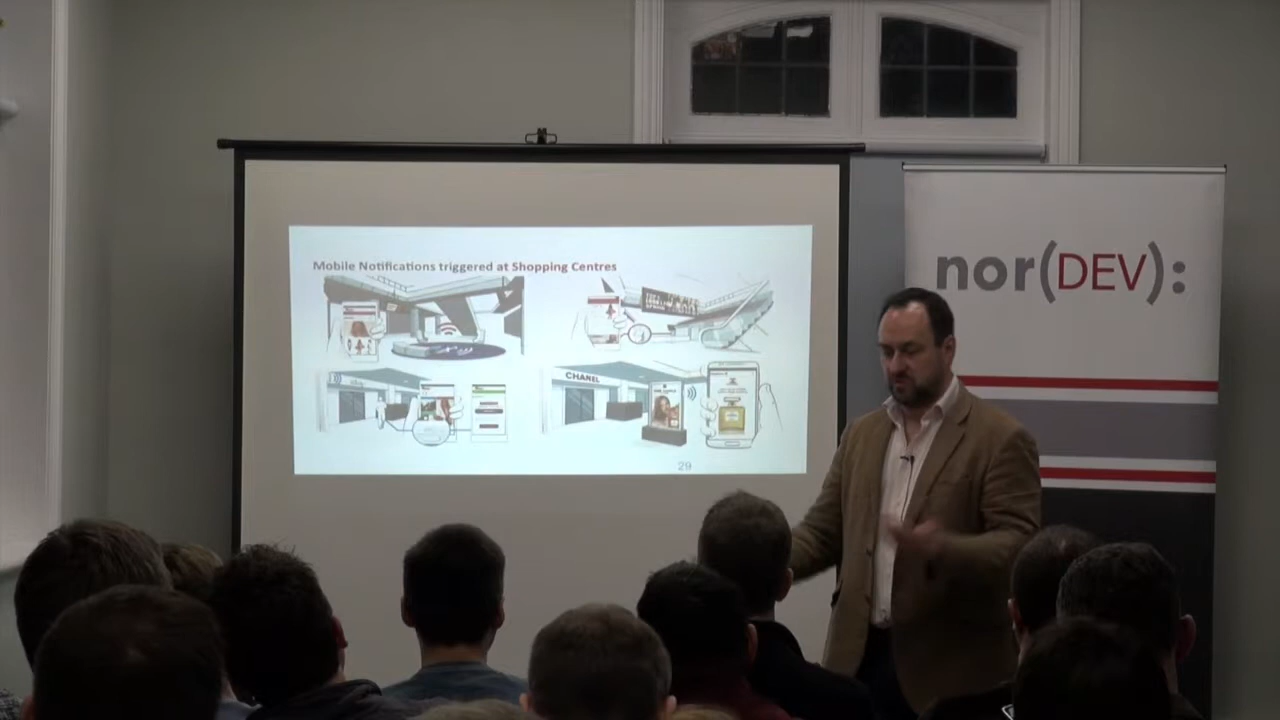 Mobile Notifications triggered at Shopping Centres
CHANEL
29
nor(DEV):